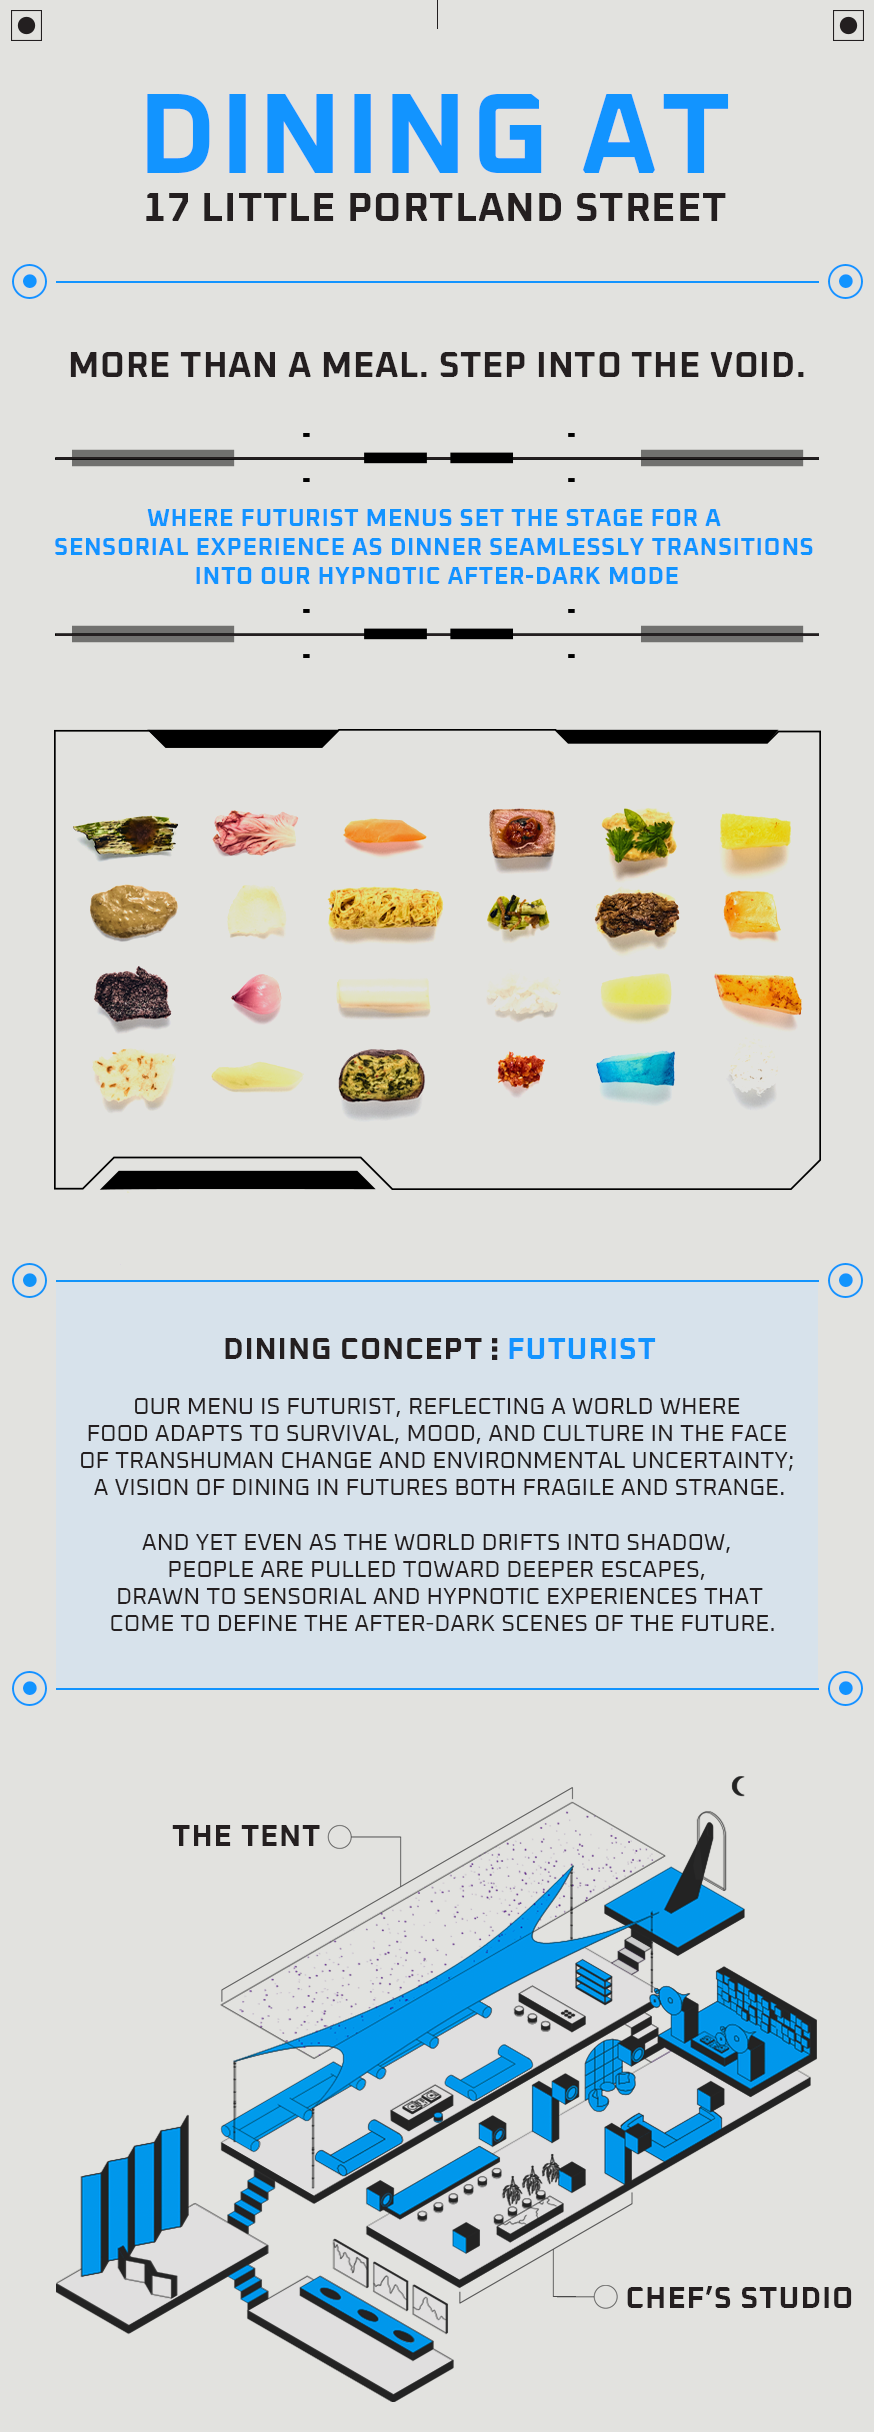 DINING AT
17 LITTLE PORTLAND STREET
MORE THAN A MEAL. STEP INTO THE VOID.
WHERE FUTURIST MENUS SET THE STAGE FOR A
SENSORIAL EXPERIENCE AS DINNER SEAMLESSLY TRANSITIONS
INTO OUR HYPNOTIC AFTER-DARK MODE
DINING CONCEPT ⋮ FUTURIST
OUR MENU IS FUTURIST, REFLECTING A WORLD WHERE
FOOD ADAPTS TO SURVIVAL, MOOD, AND CULTURE IN THE FACE
OF TRANSHUMAN CHANGE AND ENVIRONMENTAL UNCERTAINTY;
A VISION OF DINING IN FUTURES BOTH FRAGILE AND STRANGE.
AND YET EVEN AS THE WORLD DRIFTS INTO SHADOW,
PEOPLE ARE PULLED TOWARD DEEPER ESCAPES,
DRAWN TO SENSORIAL AND HYPNOTIC EXPERIENCES THAT
COME TO DEFINE THE AFTER-DARK SCENES OF THE FUTURE.
THE TENT
CHEF'S STUDIO